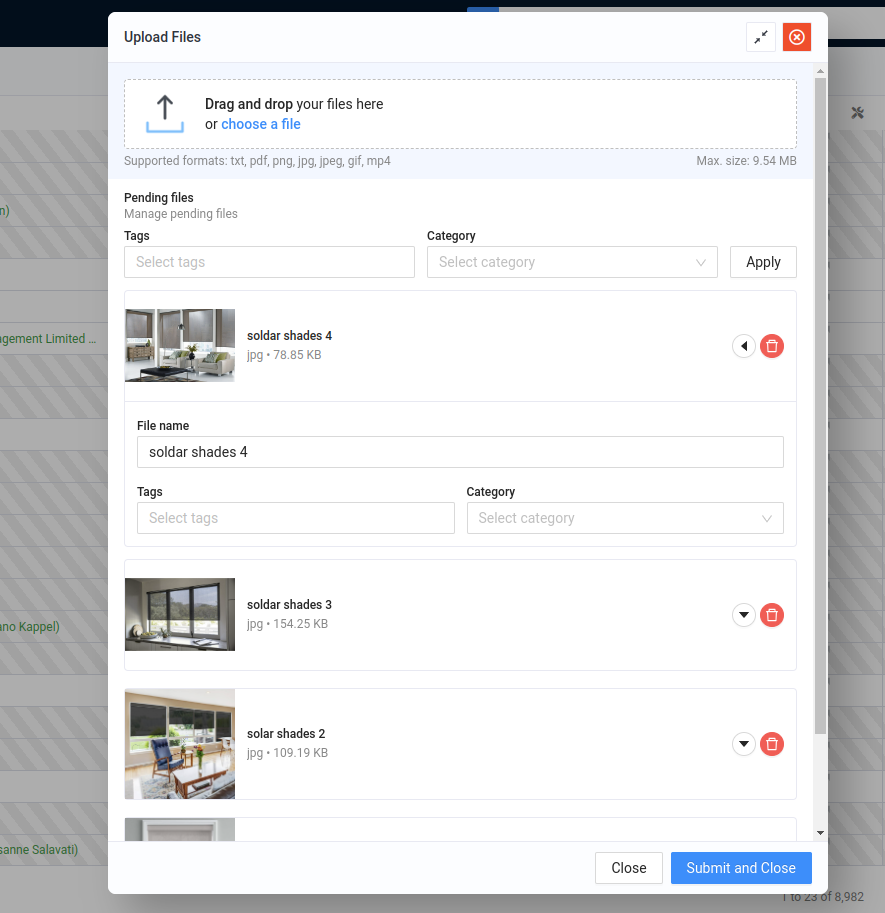 Upload Files
Drag and drop your files here
or choose a file
Supported formats: txt, pdf, png, jpg, jpeg, gif, mp4
Max. size: 9.54 MB
Pending files
Manage pending files
Tags
Category
Select tags
Select category
Apply
soldar shades 4
jpg • 78.85 KB
File name
soldar shades 4
Tags
Category
Select tags
Select category
soldar shades 3
jpg • 154.25 KB
solar shades 2
jpg • 109.19 KB
Close
Submit and Close
n)
agement Limited ...
ano Kappel)
sanne Salavati)
1 to 23 of 8,982